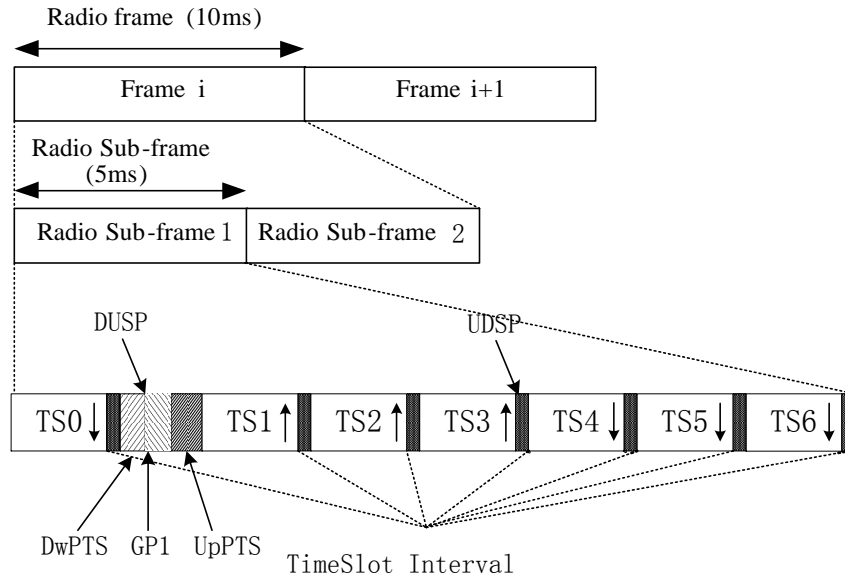 Radio frame (10ms)
Frame i Frame i+1
Radio Sub-frame
(5ms)
Radio Sub-frame 1 Radio Sub-frame 2
DUSP UDSP
TS0 TS1 TS2 TS3 TS4 TS5 TS6
DwPTS GP1 UpPTS
TimeSlot Interval